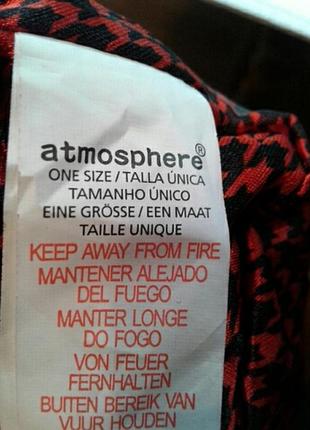 atmosphere®
ONE SIZE / TALLA ÚNICA
TAMANHO ÚNICO
EINE GRÖSSE / EEN MAAT
TAILLE UNIQUE
KEEP AWAY FROM FIRE
MANTENER ALEJADO
DEL FUEGO
MANTER LONGE
DO FOGO
VON FEUER
FERNHALTEN
BUITEN BEREIK VAN
VUUR HOUDEN